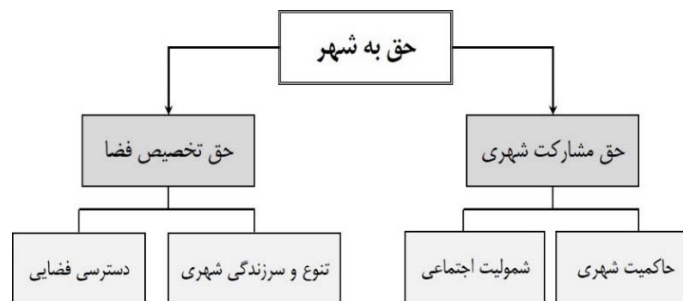 حق به شهر
حق مشارکت شهری
حق تخصیص فضا
حاکمیت شهری
شمولیت اجتماعی
تنوع و سرزندگی شهری
دسترسی فضایی